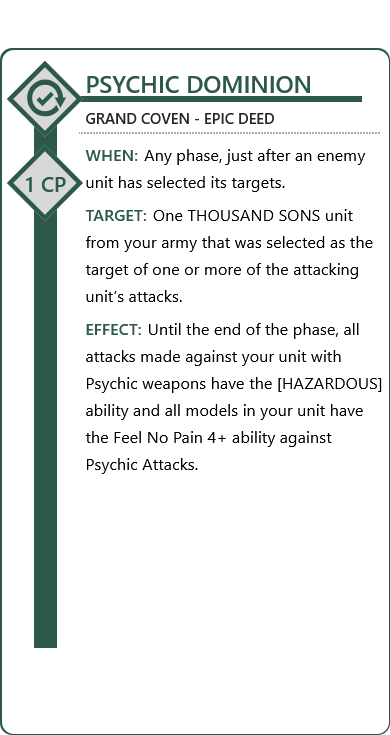 PSYCHIC DOMINION
GRAND COVEN - EPIC DEED
WHEN: Any phase, just after an enemy
unit has selected its targets.
1 CP
TARGET: One THOUSAND SONS unit
from your army that was selected as the
target of one or more of the attacking
unit’s attacks.
EFFECT: Until the end of the phase, all
attacks made against your unit with
Psychic weapons have the [HAZARDOUS]
ability and all models in your unit have
the Feel No Pain 4+ ability against
Psychic Attacks.